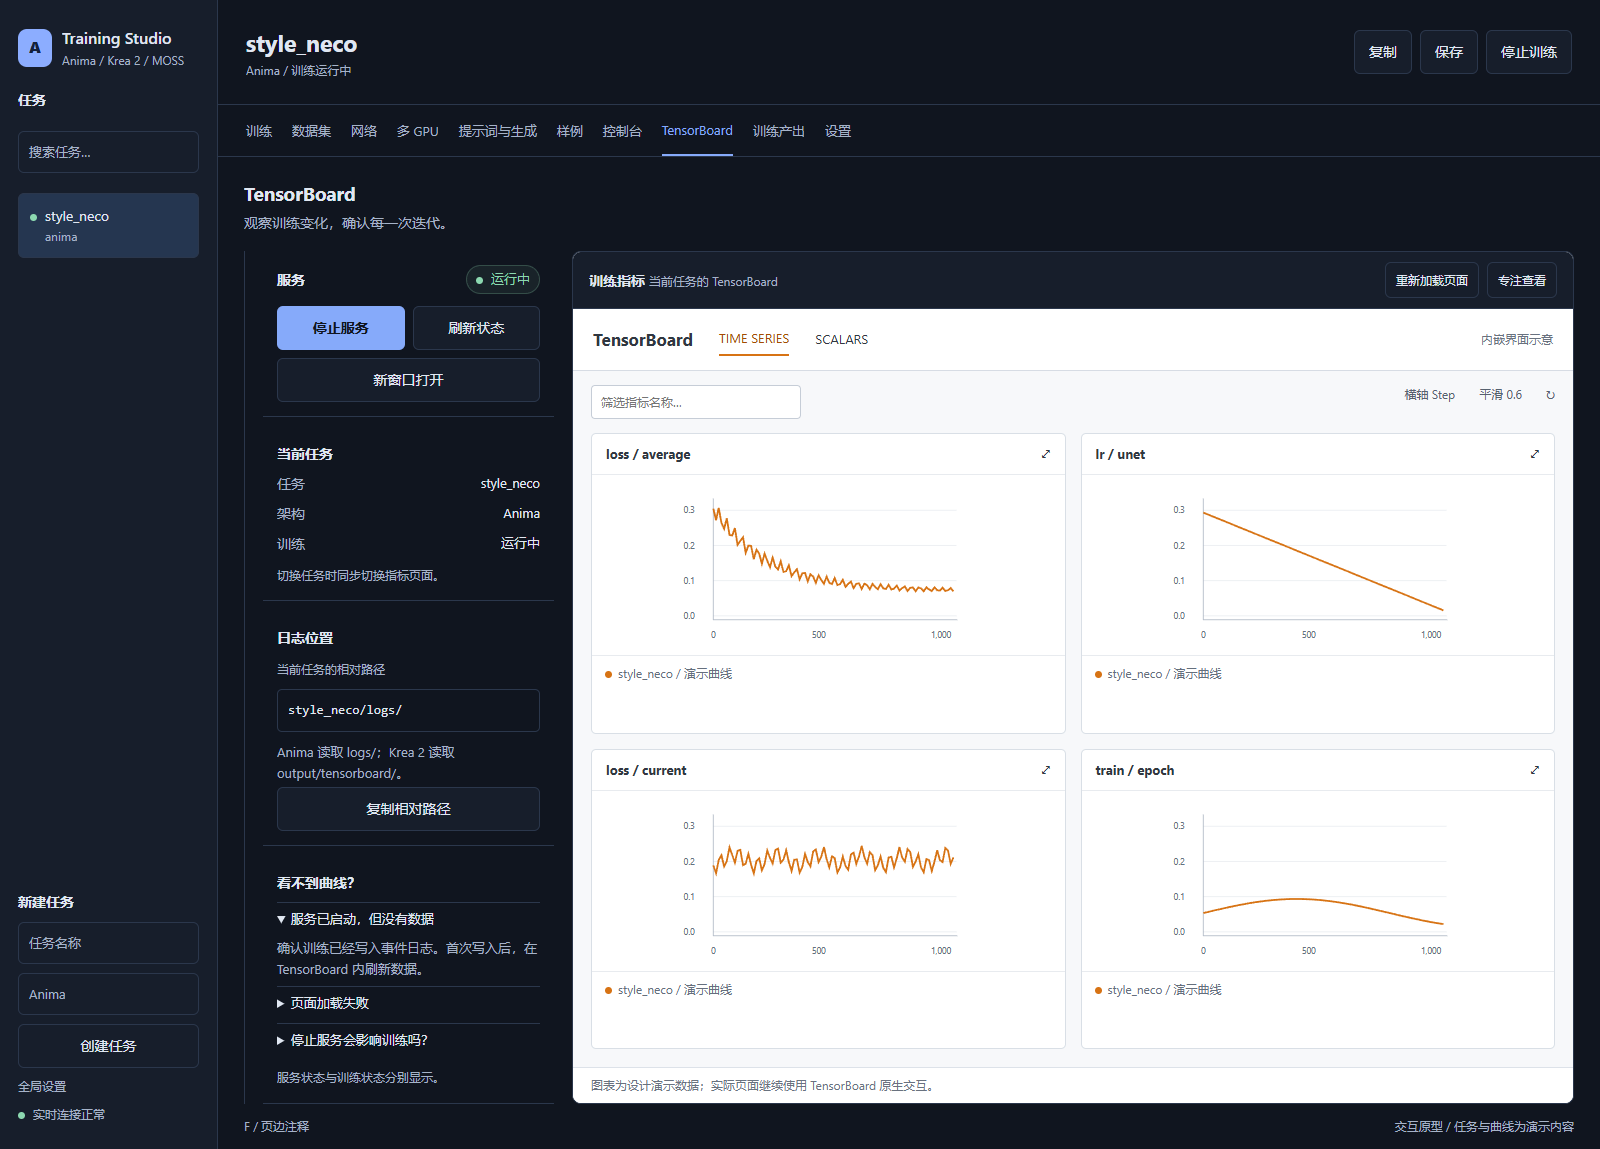 A
Training Studio
Anima / Krea 2 / MOSS
任务
搜索任务...
style_neco
anima
新建任务
任务名称
Anima
创建任务
全局设置
实时连接正常
style_neco
Anima / 训练运行中
复制
保存
停止训练
训练
数据集
网络
多 GPU
提示词与生成
样例
控制台
TensorBoard
训练产出
设置
TensorBoard
观察训练变化，确认每一次迭代。
服务
运行中
停止服务
刷新状态
新窗口打开
当前任务
任务 style_neco
架构 Anima
训练 运行中
切换任务时同步切换指标页面。
日志位置
当前任务的相对路径
style_neco/logs/
Anima 读取 logs/；Krea 2 读取
output/tensorboard/。
复制相对路径
看不到曲线？
▼ 服务已启动，但没有数据
确认训练已经写入事件日志。首次写入后，在
TensorBoard 内刷新数据。
▶ 页面加载失败
▶ 停止服务会影响训练吗？
服务状态与训练状态分别显示。
训练指标 当前任务的 TensorBoard
重新加载页面
专注查看
TensorBoard
TIME SERIES
SCALARS
内嵌界面示意
筛选指标名称...
横轴 Step
平滑 0.6
↻
loss / average
⤢
0.3
0.2
0.1
0.0
0 500 1,000
style_neco / 演示曲线
lr / unet
⤢
0.3
0.2
0.1
0.0
0 500 1,000
style_neco / 演示曲线
loss / current
⤢
0.3
0.2
0.1
0.0
0 500 1,000
style_neco / 演示曲线
train / epoch
⤢
0.3
0.2
0.1
0.0
0 500 1,000
style_neco / 演示曲线
图表为设计演示数据；实际页面继续使用 TensorBoard 原生交互。
F / 页边注释
交互原型 / 任务与曲线为演示内容